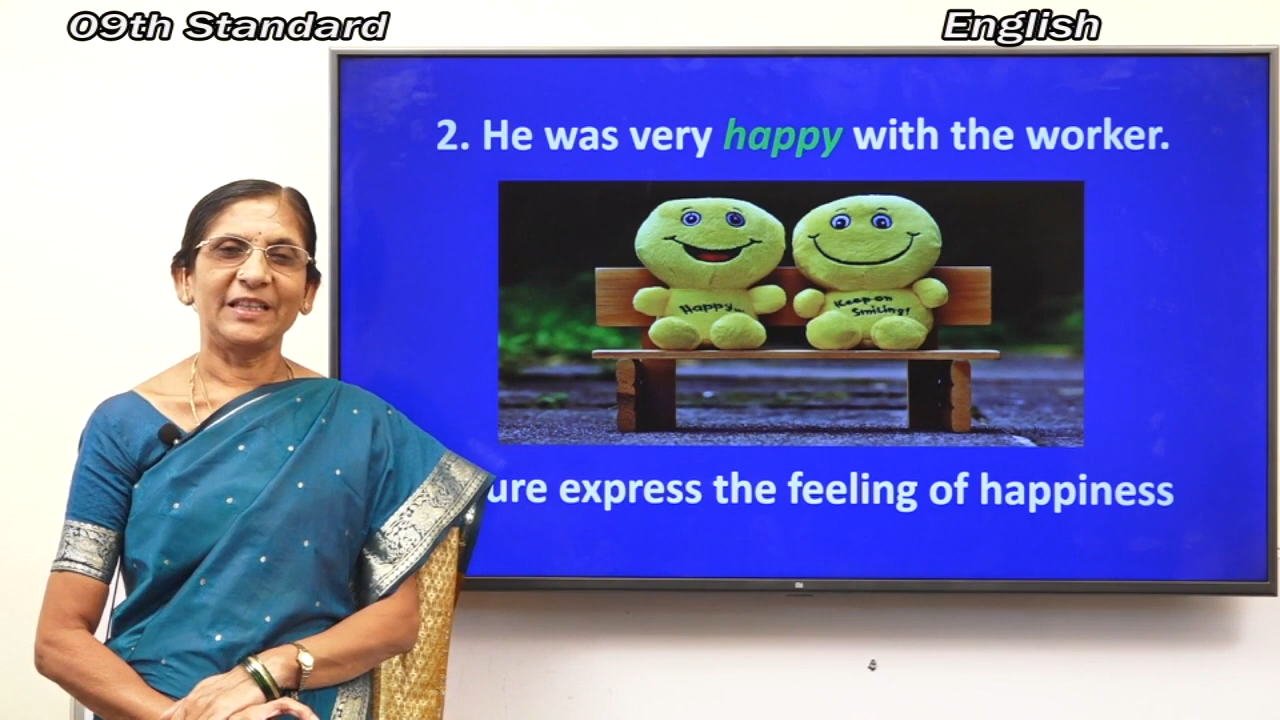 09th Standard
English
2. He was very happy with the worker.
Happy...
Keep on
Smiling!
ure express the feeling of happiness
mi